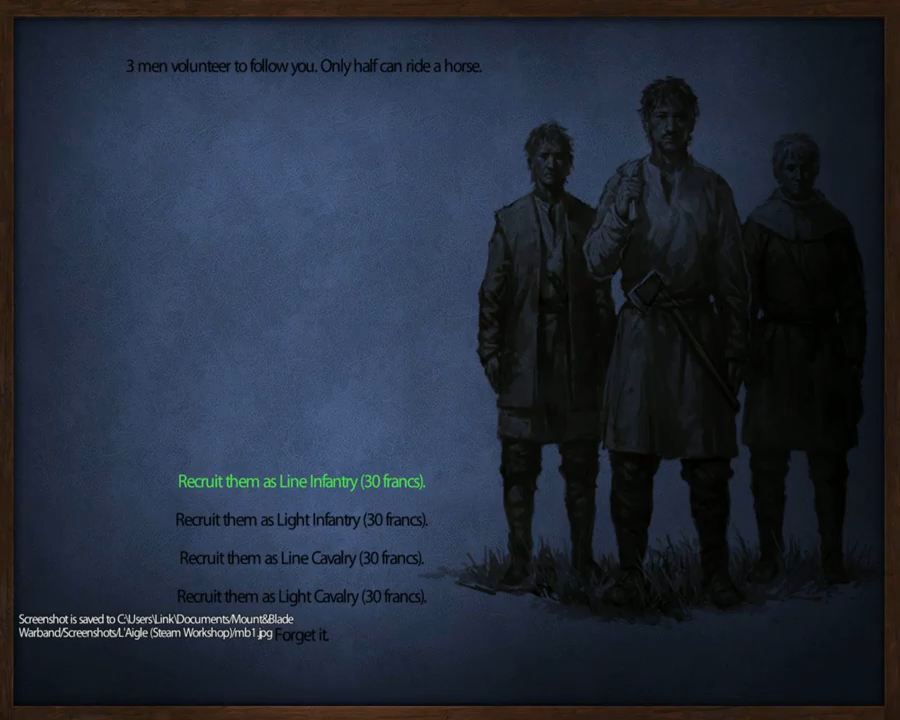 3 men volunteer to follow you. Only half can ride a horse.
Recruit them as Line Infantry (30 francs).
Recruit them as Light Infantry (30 francs).
Recruit them as Line Cavalry (30 francs).
Recruit them as Light Cavalry (30 francs).
Screenshot is saved to C:\Users\Link\Documents/Mount&Blade
Warband/Screenshots/L'Aigle (Steam Workshop)/mb1.jpg
Forget it.